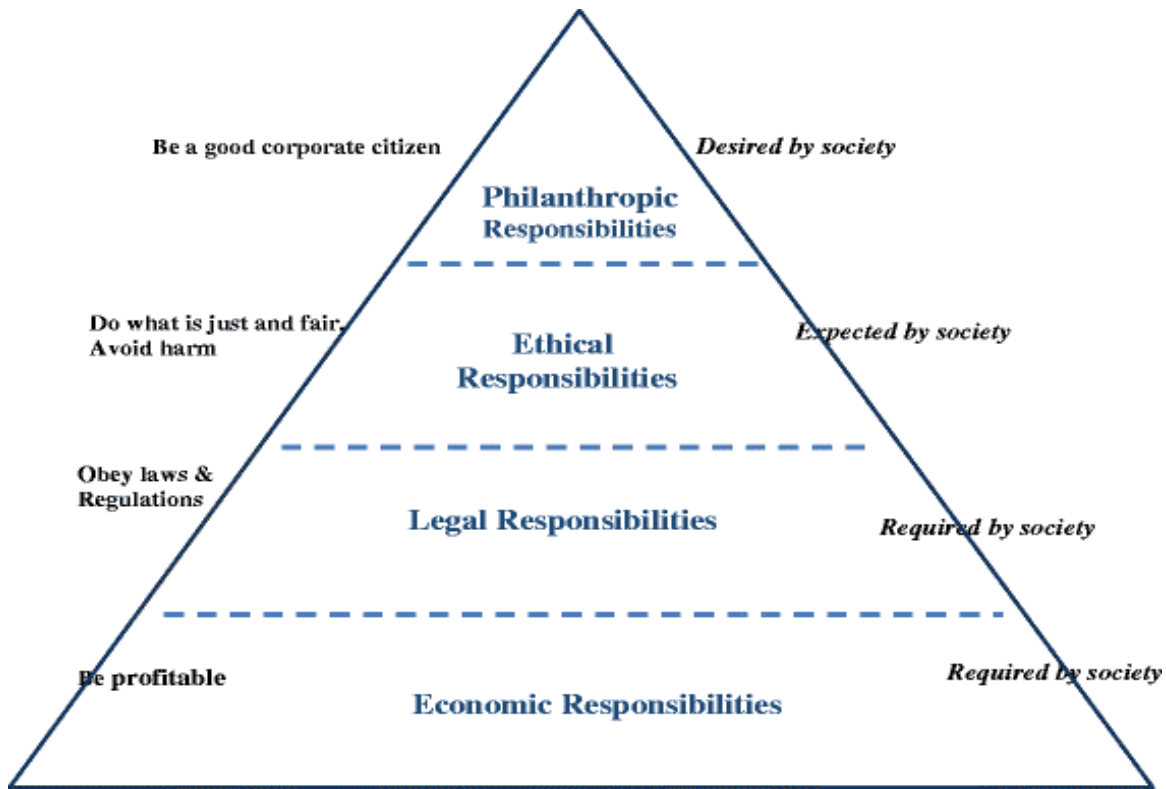 Be a good corporate citizen
Desired by society
Philanthropic
Responsibilities
Do what is just and fair,
Avoid harm
Expected by society
Ethical
Responsibilities
Obey laws &
Regulations
Legal Responsibilities
Required by society
Be profitable
Required by society
Economic Responsibilities